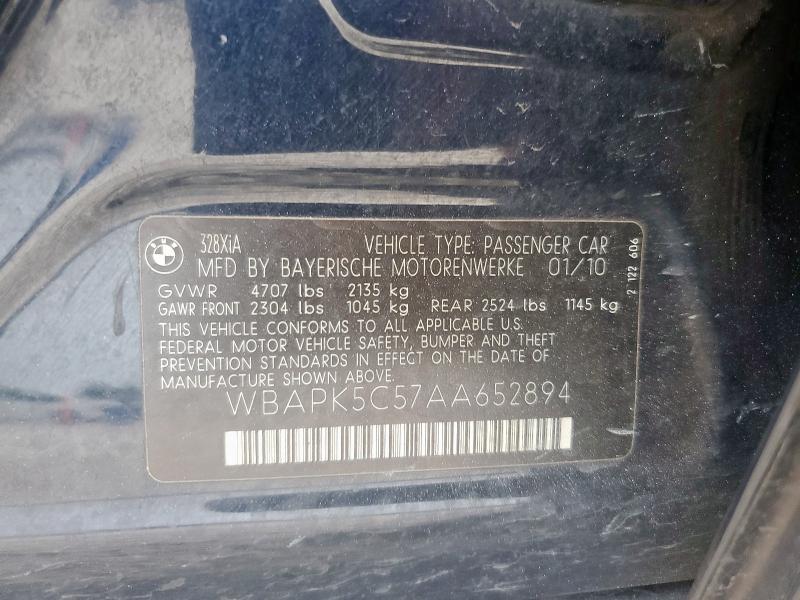 328XiA VEHICLE TYPE: PASSENGER CAR
MFD BY BAYERISCHE MOTORENWERKE 01/10
GVWR 4707 lbs 2135 kg
GAWR FRONT 2304 lbs 1045 kg REAR 2524 lbs 1145 kg
THIS VEHICLE CONFORMS TO ALL APPLICABLE U.S.
FEDERAL MOTOR VEHICLE SAFETY, BUMPER AND THEFT
PREVENTION STANDARDS IN EFFECT ON THE DATE OF
MANUFACTURE SHOWN ABOVE.
WBAPK5C57AA652894
2 122 606